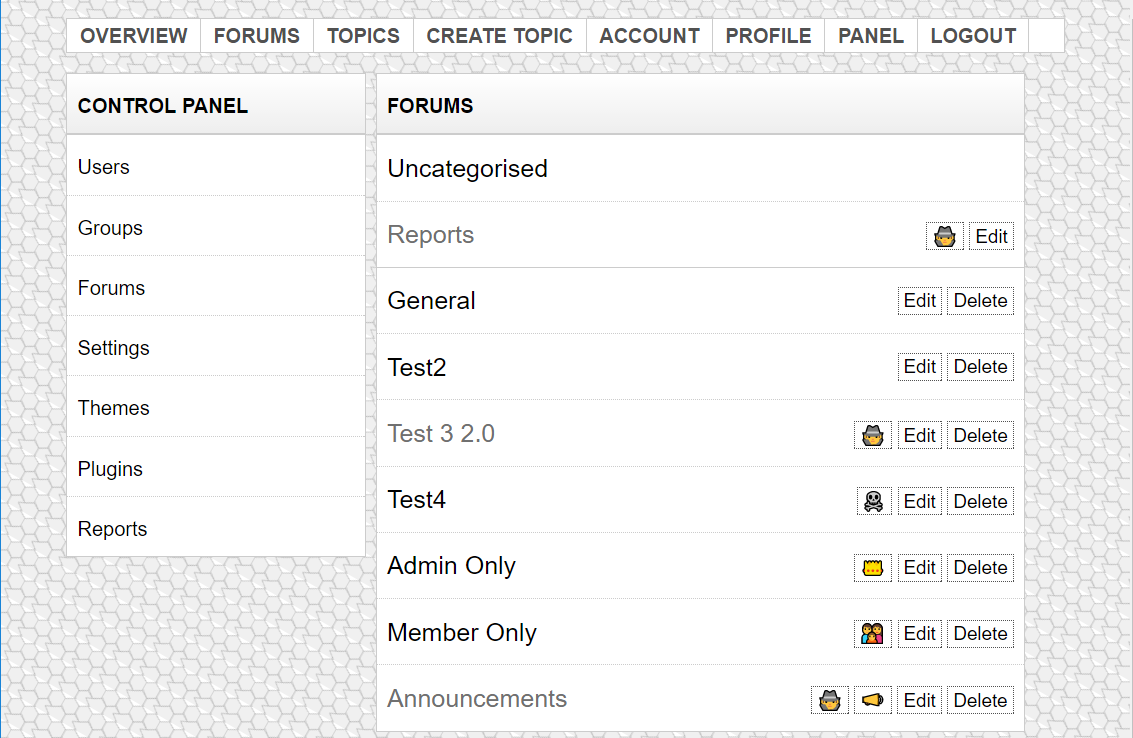 OVERVIEW FORUMS TOPICS CREATE TOPIC ACCOUNT PROFILE PANEL LOGOUT
CONTROL PANEL
Users
Groups
Forums
Settings
Themes
Plugins
Reports
FORUMS
Uncategorised
Reports Edit
General Edit Delete
Test2 Edit Delete
Test 3 2.0 Edit Delete
Test4 Edit Delete
Admin Only Edit Delete
Member Only Edit Delete
Announcements Edit Delete